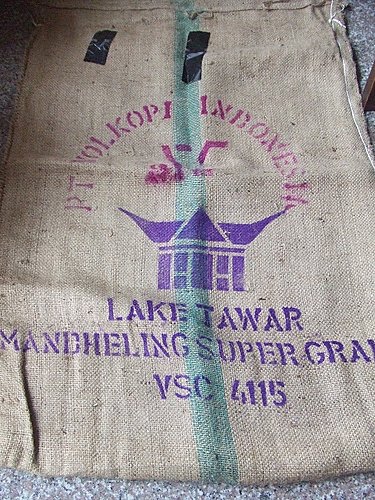 PT VOLKOPI INDONESIA
LAKE TAWAR
MANDHELING SUPER GRA
VSC 4115